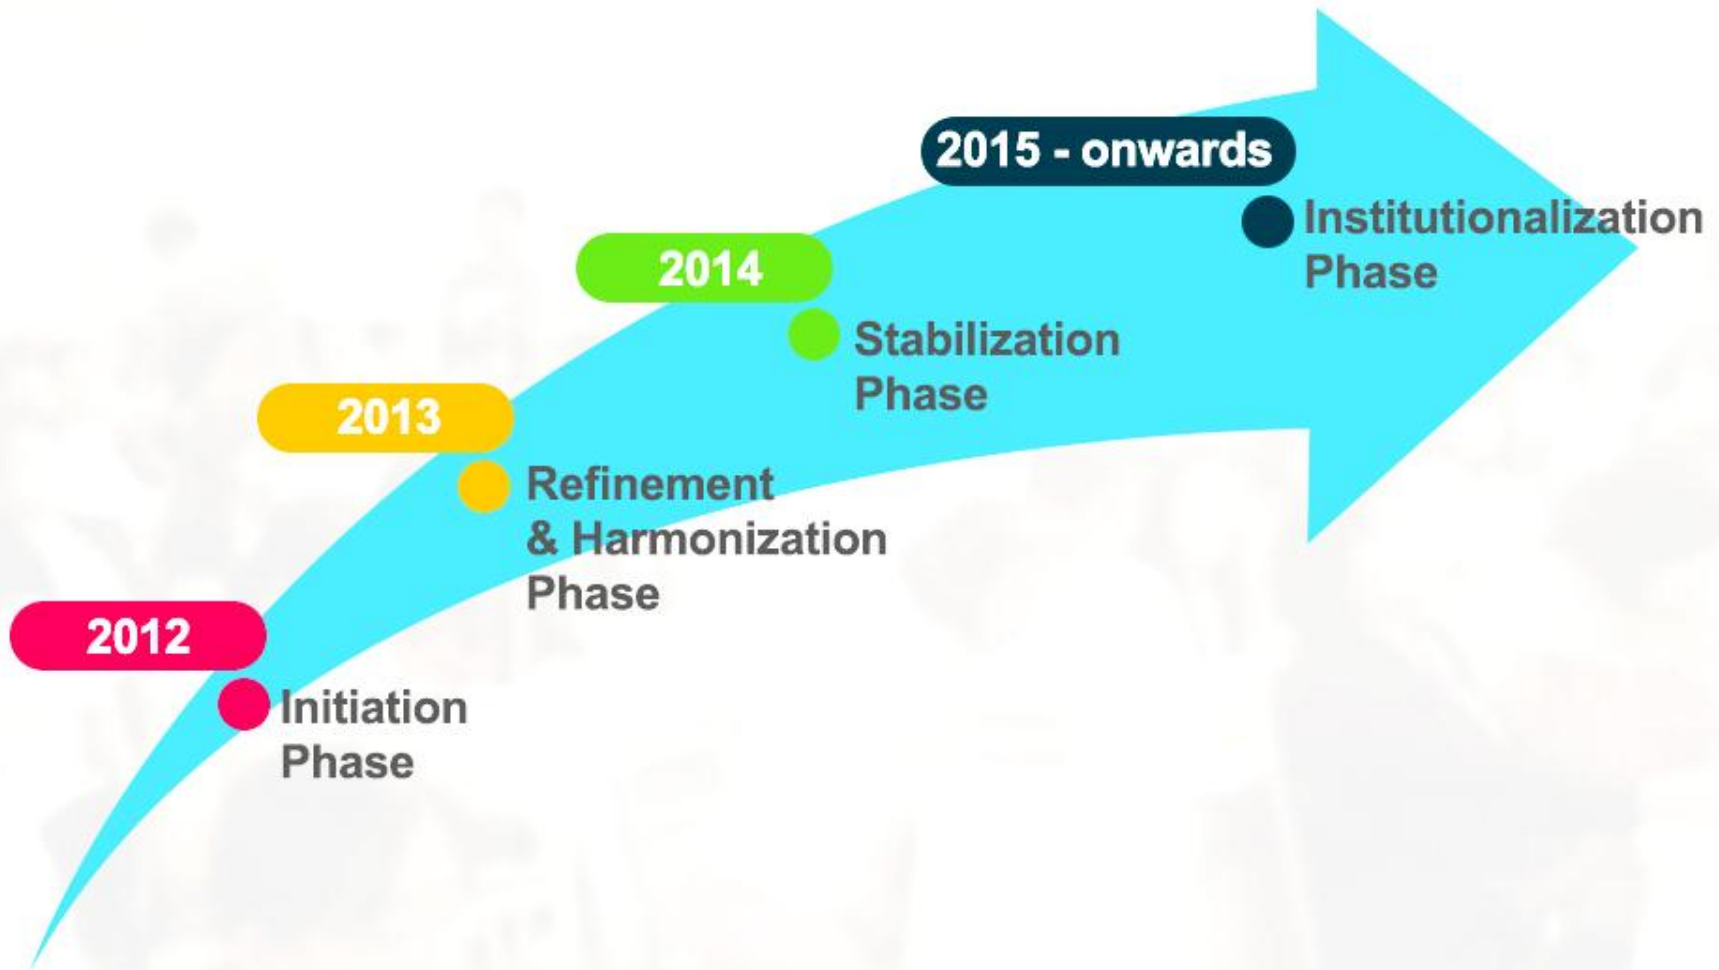 2015 - onwards
Institutionalization
Phase
2014
Stabilization
Phase
2013
Refinement
& Harmonization
Phase
2012
Initiation
Phase